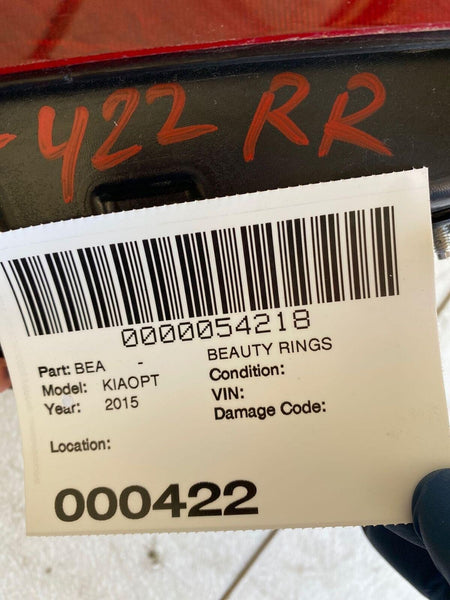 -422 RR
0000054218
Part: BEA - BEAUTY RINGS
Model: KIAOPT Condition:
Year: 2015 VIN:
Damage Code:
Location:
000422